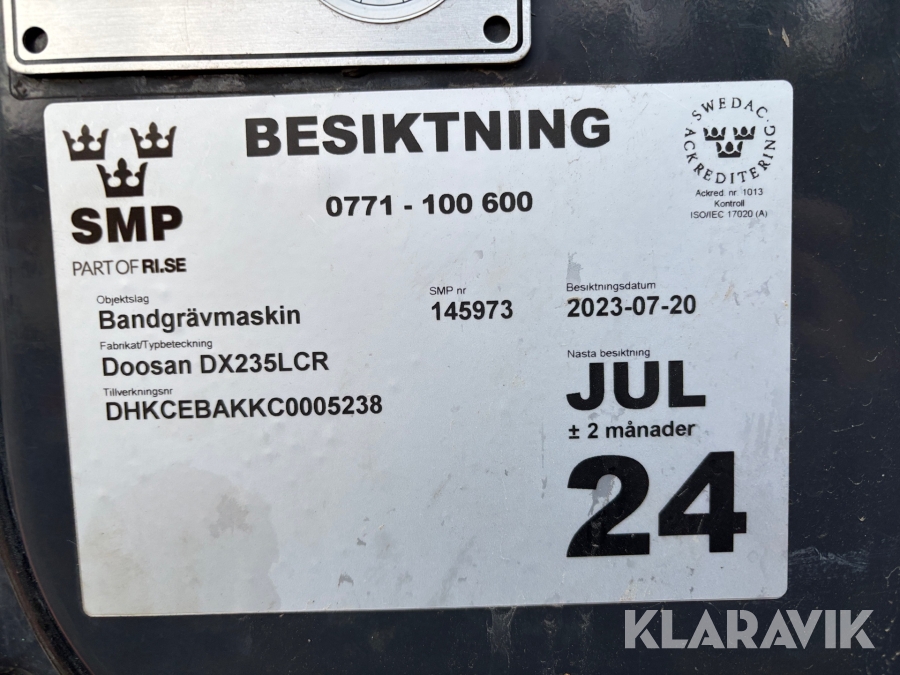 BESIKTNING
SWEDAC.
ACKREDITERING
Ackred. nr. 1013
Kontroll
ISO/IEC 17020 (A)
0771 - 100 600
SMP
PART OF RI.SE
Objektslag
Bandgrävmaskin
Fabrikat/Typbeteckning
Doosan DX235LCR
Tillverkningsnr
DHKCEBAKKC0005238
SMP nr
145973
Besiktningsdatum
2023-07-20
Nasta besiktning
JUL
± 2 månader
24
KLARAVIK